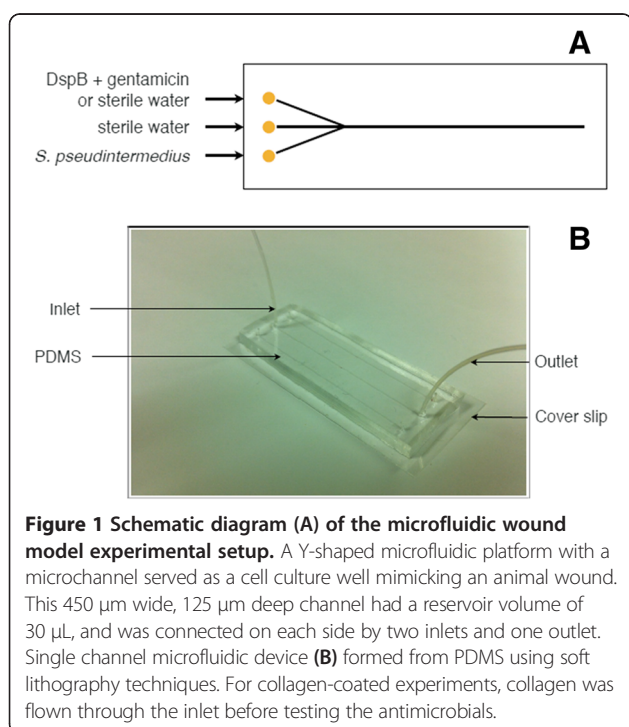 A
DspB + gentamicin
or sterile water
sterile water
S. pseudintermedius
B
Inlet
PDMS
Outlet
Cover slip
Figure 1 Schematic diagram (A) of the microfluidic wound
model experimental setup. A Y-shaped microfluidic platform with a
microchannel served as a cell culture well mimicking an animal wound.
This 450 μm wide, 125 μm deep channel had a reservoir volume of
30 μL, and was connected on each side by two inlets and one outlet.
Single channel microfluidic device (B) formed from PDMS using soft
lithography techniques. For collagen-coated experiments, collagen was
flown through the inlet before testing the antimicrobials.